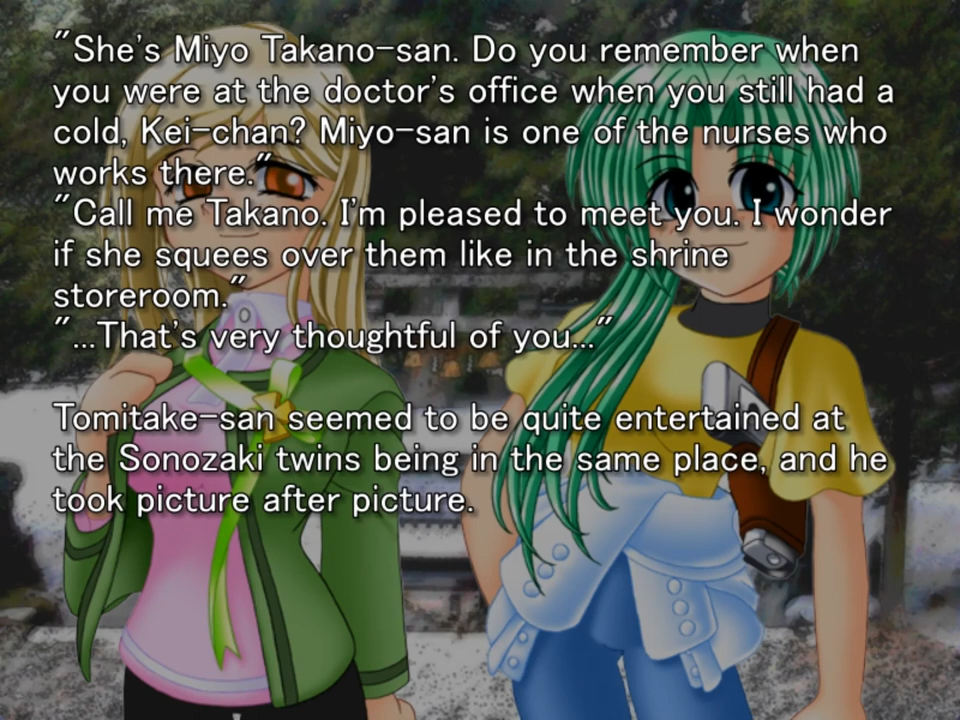 "She's Miyo Takano-san. Do you remember when
you were at the doctor's office when you still had a
cold, Kei-chan? Miyo-san is one of the nurses who
works there."
"Call me Takano. I'm pleased to meet you. I wonder
if she squees over them like in the shrine
storeroom."
"...That's very thoughtful of you..."
Tomitake-san seemed to be quite entertained at
the Sonozaki twins being in the same place, and he
took picture after picture.